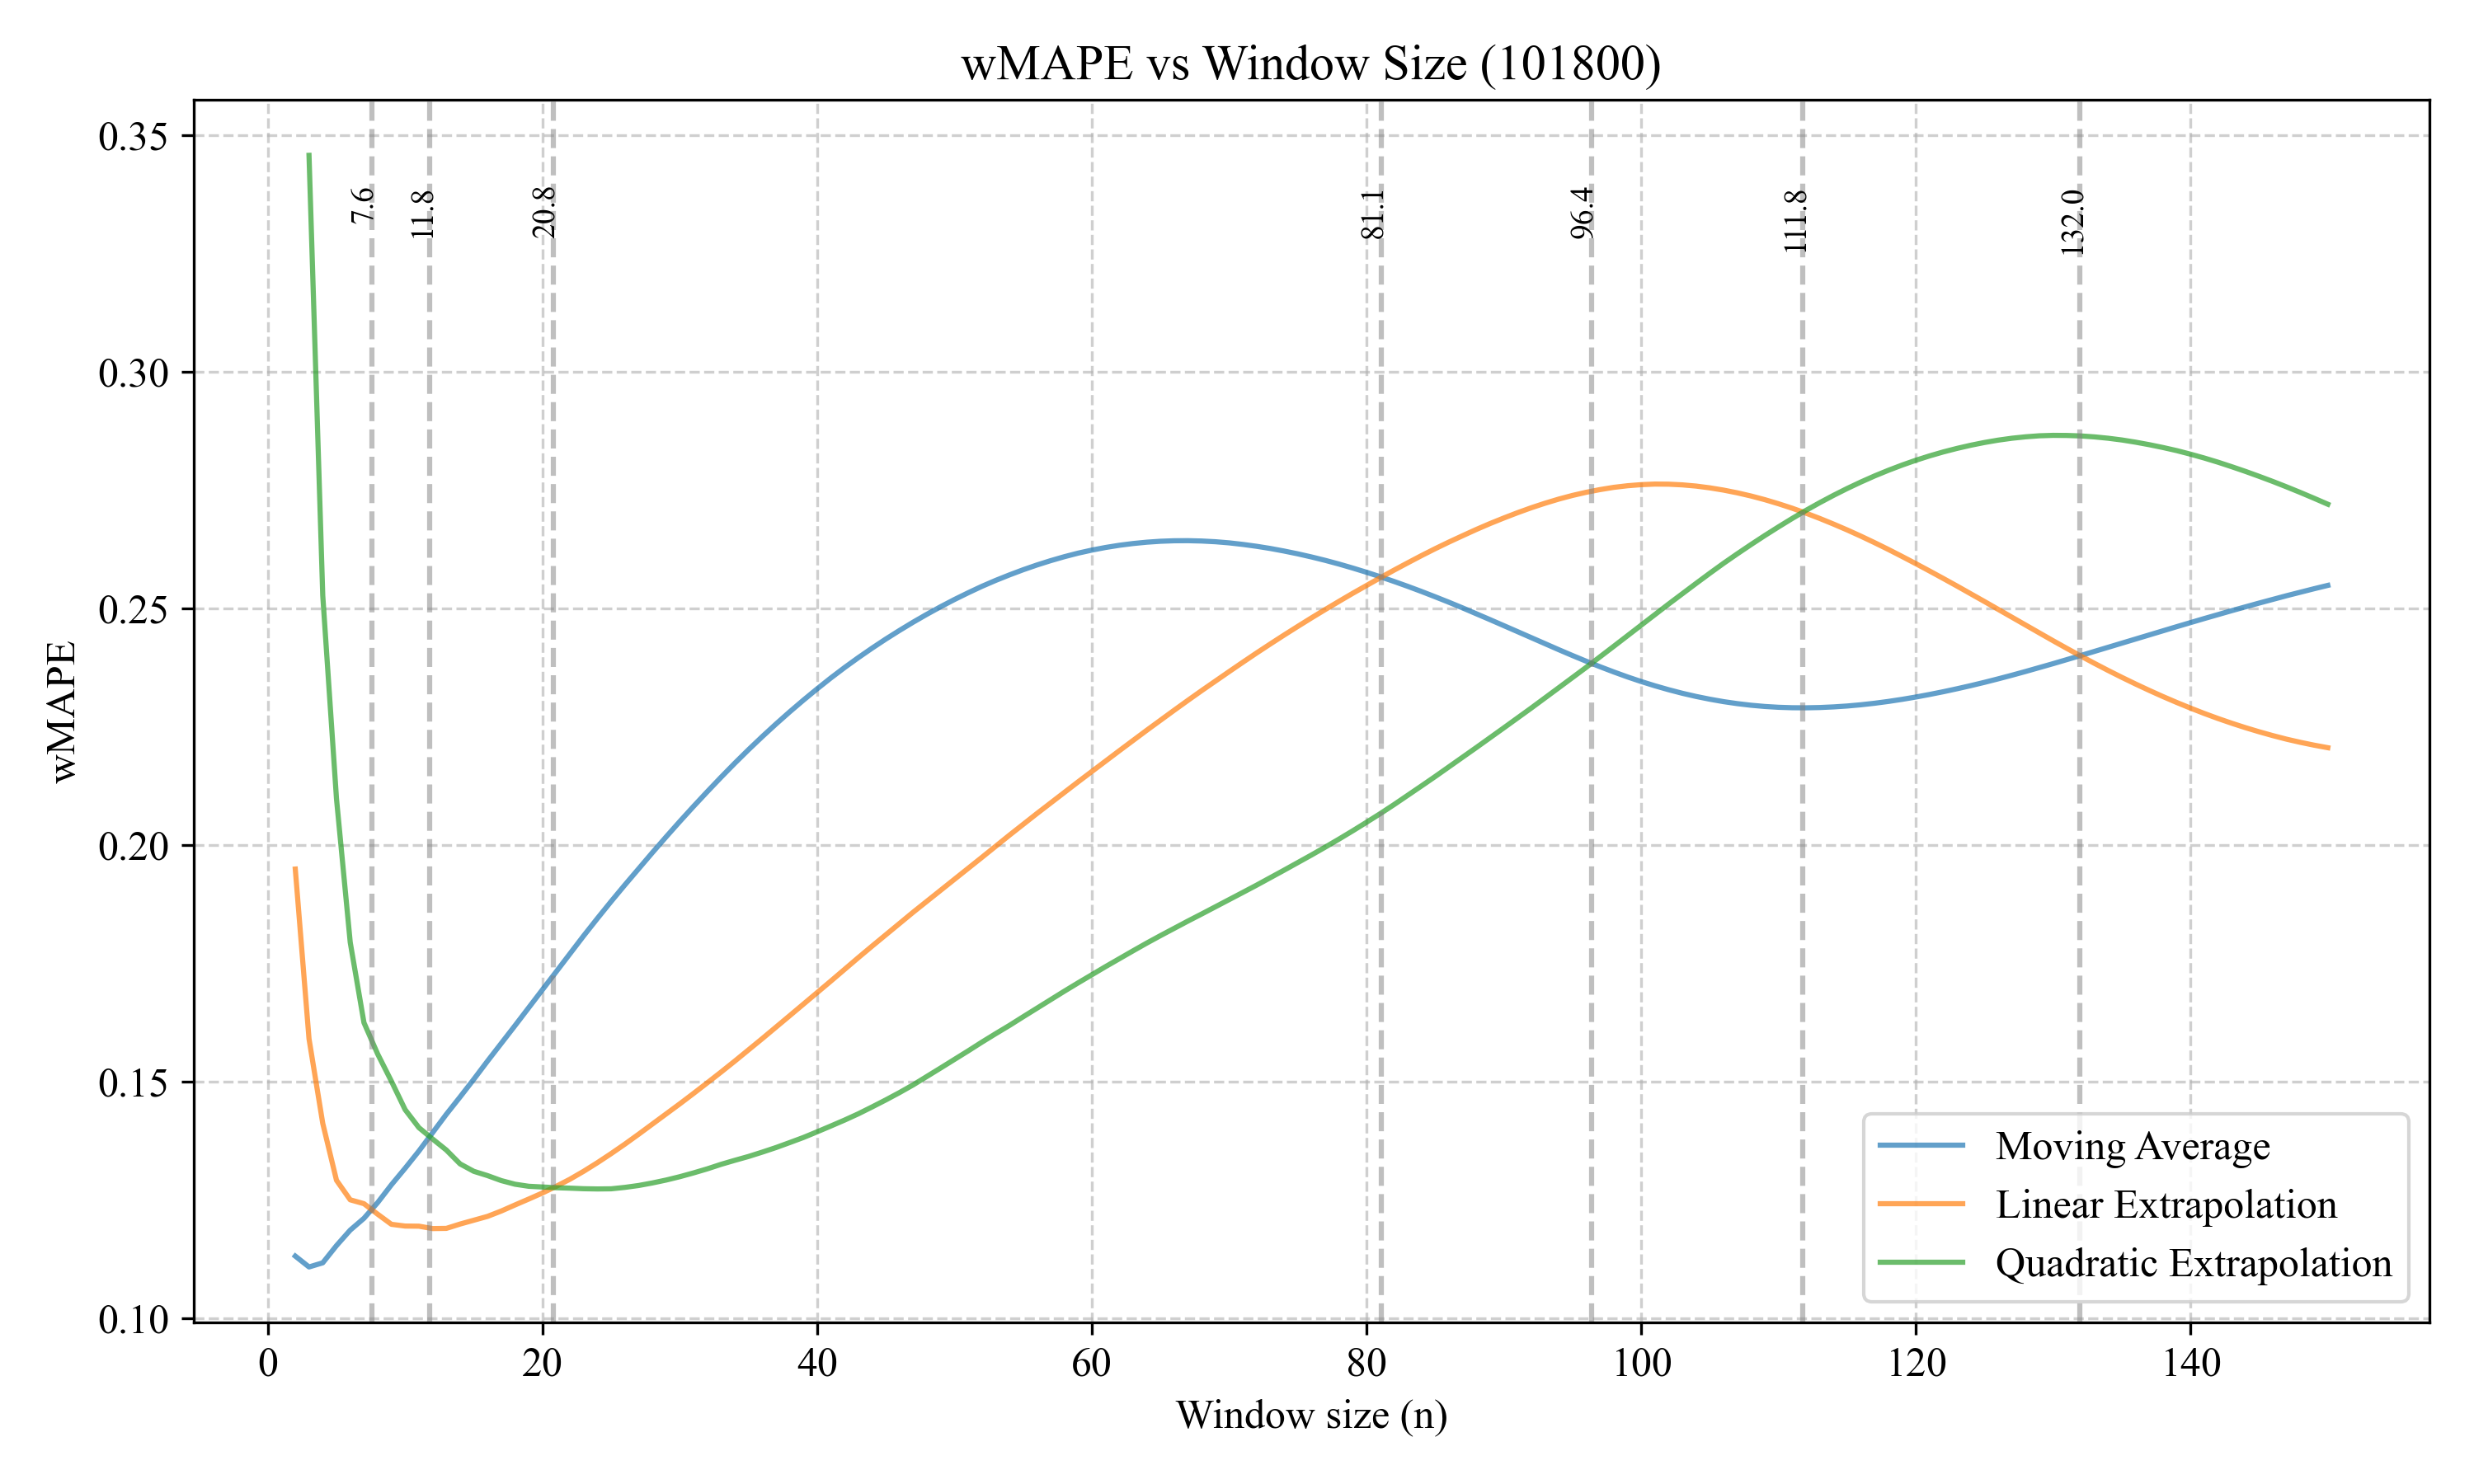 wMAPE vs Window Size (101800)
0.35
0.30
0.25
0.20
0.15
0.10
wMAPE
7.6
11.8
20.8
81.1
96.4
111.8
132.0
Moving Average
Linear Extrapolation
Quadratic Extrapolation
0 20 40 60 80 100 120 140
Window size (n)